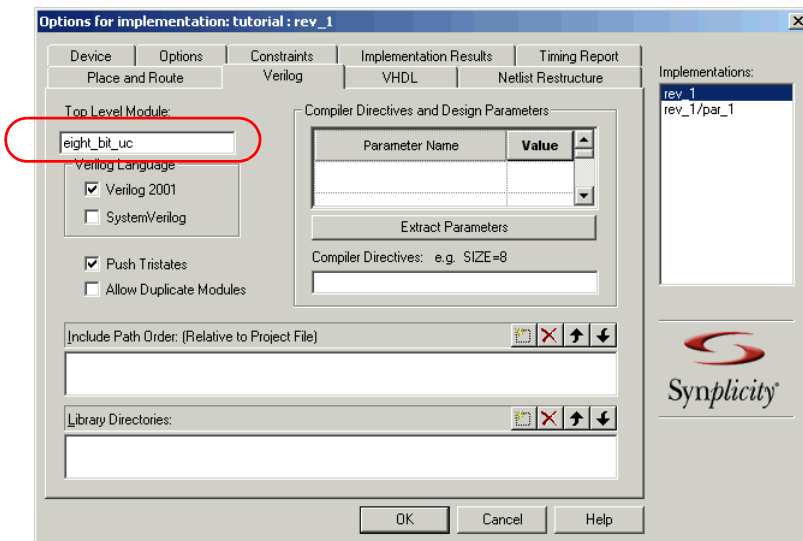 Options for implementation: tutorial : rev_1
Device Options Constraints Implementation Results Timing Report
Place and Route Verilog VHDL Netlist Restructure
Implementations:
rev_1
rev_1/par_1
Top Level Module:
eight_bit_uc
Verilog Language
Verilog 2001
SystemVerilog
Push Tristates
Allow Duplicate Modules
Compiler Directives and Design Parameters
Parameter Name Value
Extract Parameters
Compiler Directives: e.g. SIZE=8
Include Path Order: (Relative to Project File)
Library Directories:
Synplicity®
OK Cancel Help